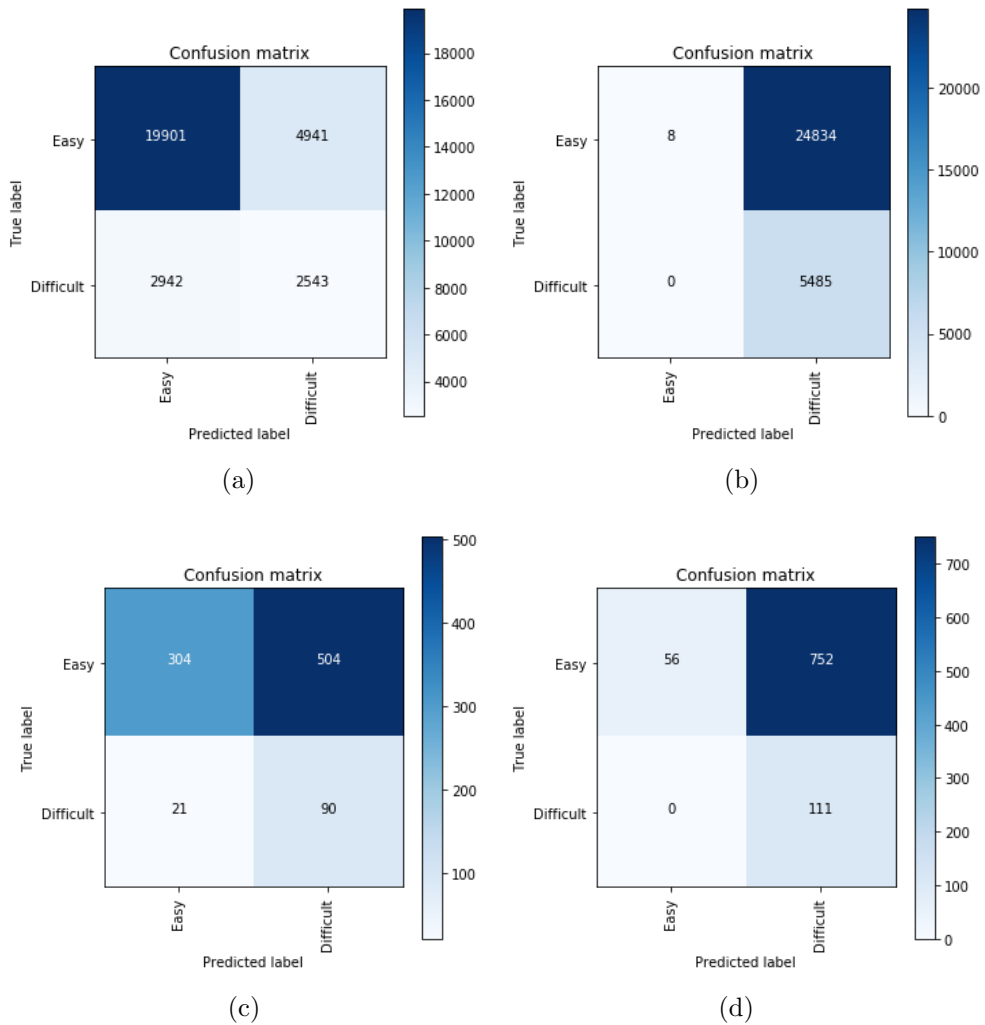 Confusion matrix
True label
Easy
Difficult
19901 4941
2942 2543
Easy
Difficult
Predicted label
18000
16000
14000
12000
10000
8000
6000
4000
(a)
Confusion matrix
True label
Easy
Difficult
8 24834
0 5485
Easy
Difficult
Predicted label
20000
15000
10000
5000
0
(b)
Confusion matrix
True label
Easy
Difficult
304 504
21 90
Easy
Difficult
Predicted label
500
400
300
200
100
(c)
Confusion matrix
True label
Easy
Difficult
56 752
0 111
Easy
Difficult
Predicted label
700
600
500
400
300
200
100
0
(d)